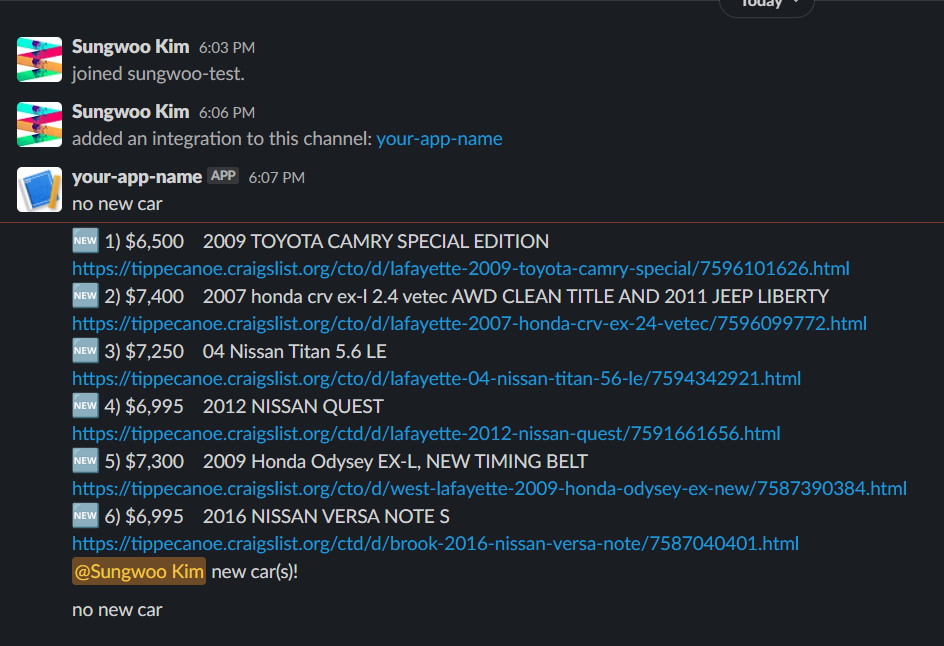 Today
Sungwoo Kim 6:03 PM
joined sungwoo-test.
Sungwoo Kim 6:06 PM
added an integration to this channel: your-app-name
your-app-name APP 6:07 PM
no new car
NEW 1) $6,500 2009 TOYOTA CAMRY SPECIAL EDITION
https://tippecanoe.craigslist.org/cto/d/lafayette-2009-toyota-camry-special/7596101626.html
NEW 2) $7,400 2007 honda crv ex-l 2.4 vetec AWD CLEAN TITLE AND 2011 JEEP LIBERTY
https://tippecanoe.craigslist.org/cto/d/lafayette-2007-honda-crv-ex-24-vetec/7596099772.html
NEW 3) $7,250 04 Nissan Titan 5.6 LE
https://tippecanoe.craigslist.org/cto/d/lafayette-04-nissan-titan-56-le/7594342921.html
NEW 4) $6,995 2012 NISSAN QUEST
https://tippecanoe.craigslist.org/ctd/d/lafayette-2012-nissan-quest/7591661656.html
NEW 5) $7,300 2009 Honda Odysey EX-L, NEW TIMING BELT
https://tippecanoe.craigslist.org/cto/d/west-lafayette-2009-honda-odysey-ex-new/7587390384.html
NEW 6) $6,995 2016 NISSAN VERSA NOTE S
https://tippecanoe.craigslist.org/ctd/d/brook-2016-nissan-versa-note/7587040401.html
@Sungwoo Kim new car(s)!
no new car